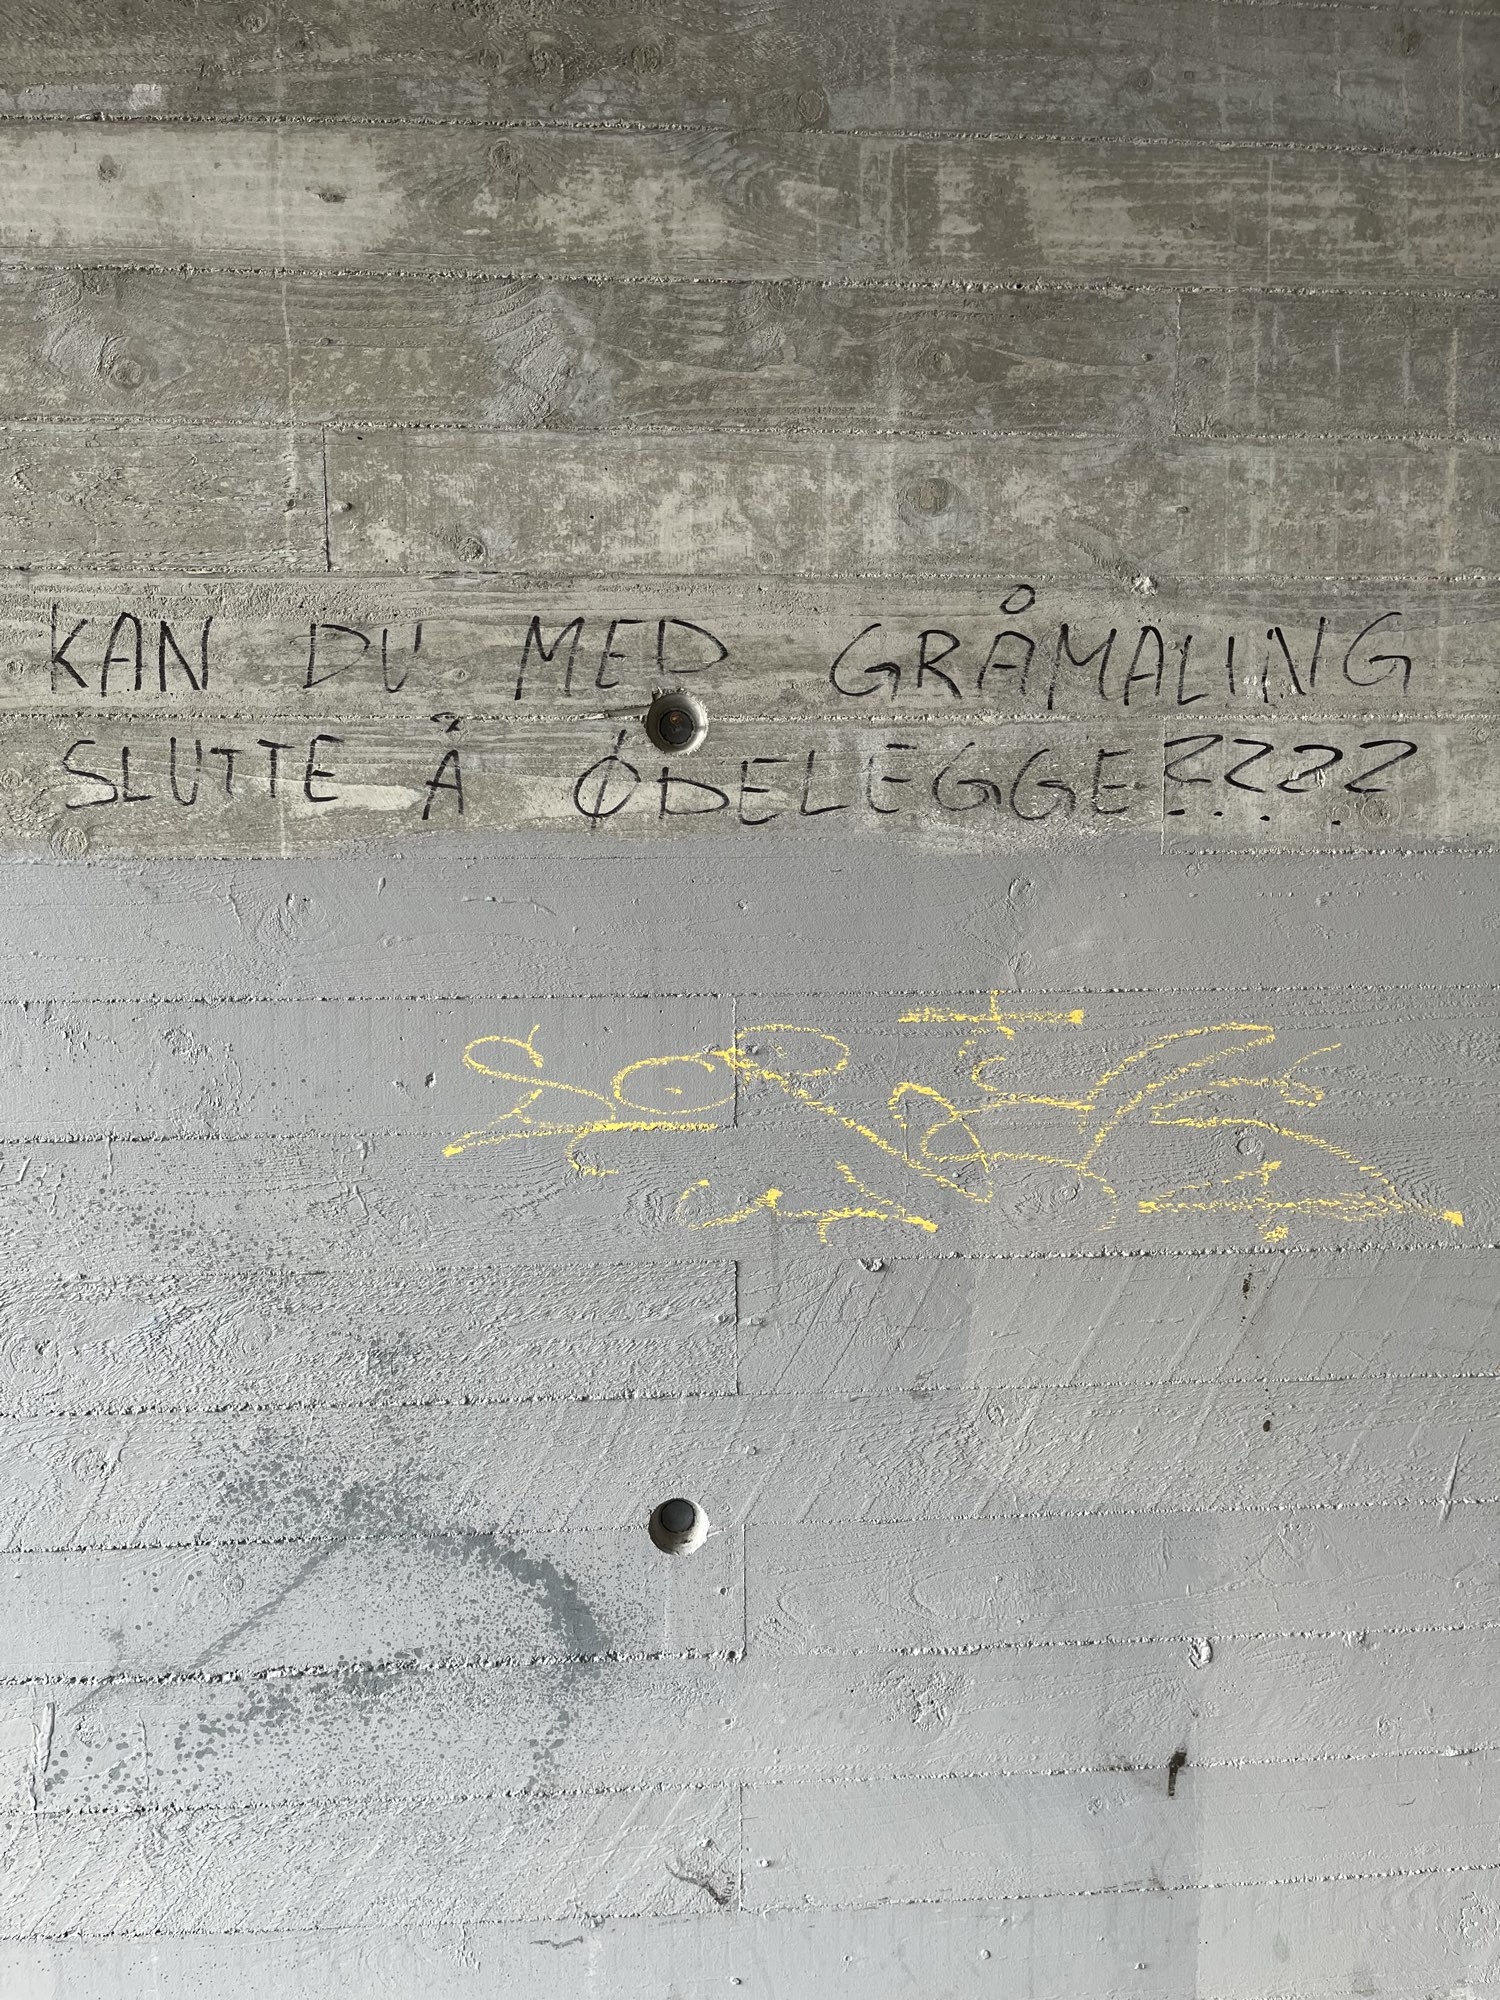 KAN DU MED GRÅMALING
SLUTTE Å ØDELEGGE????